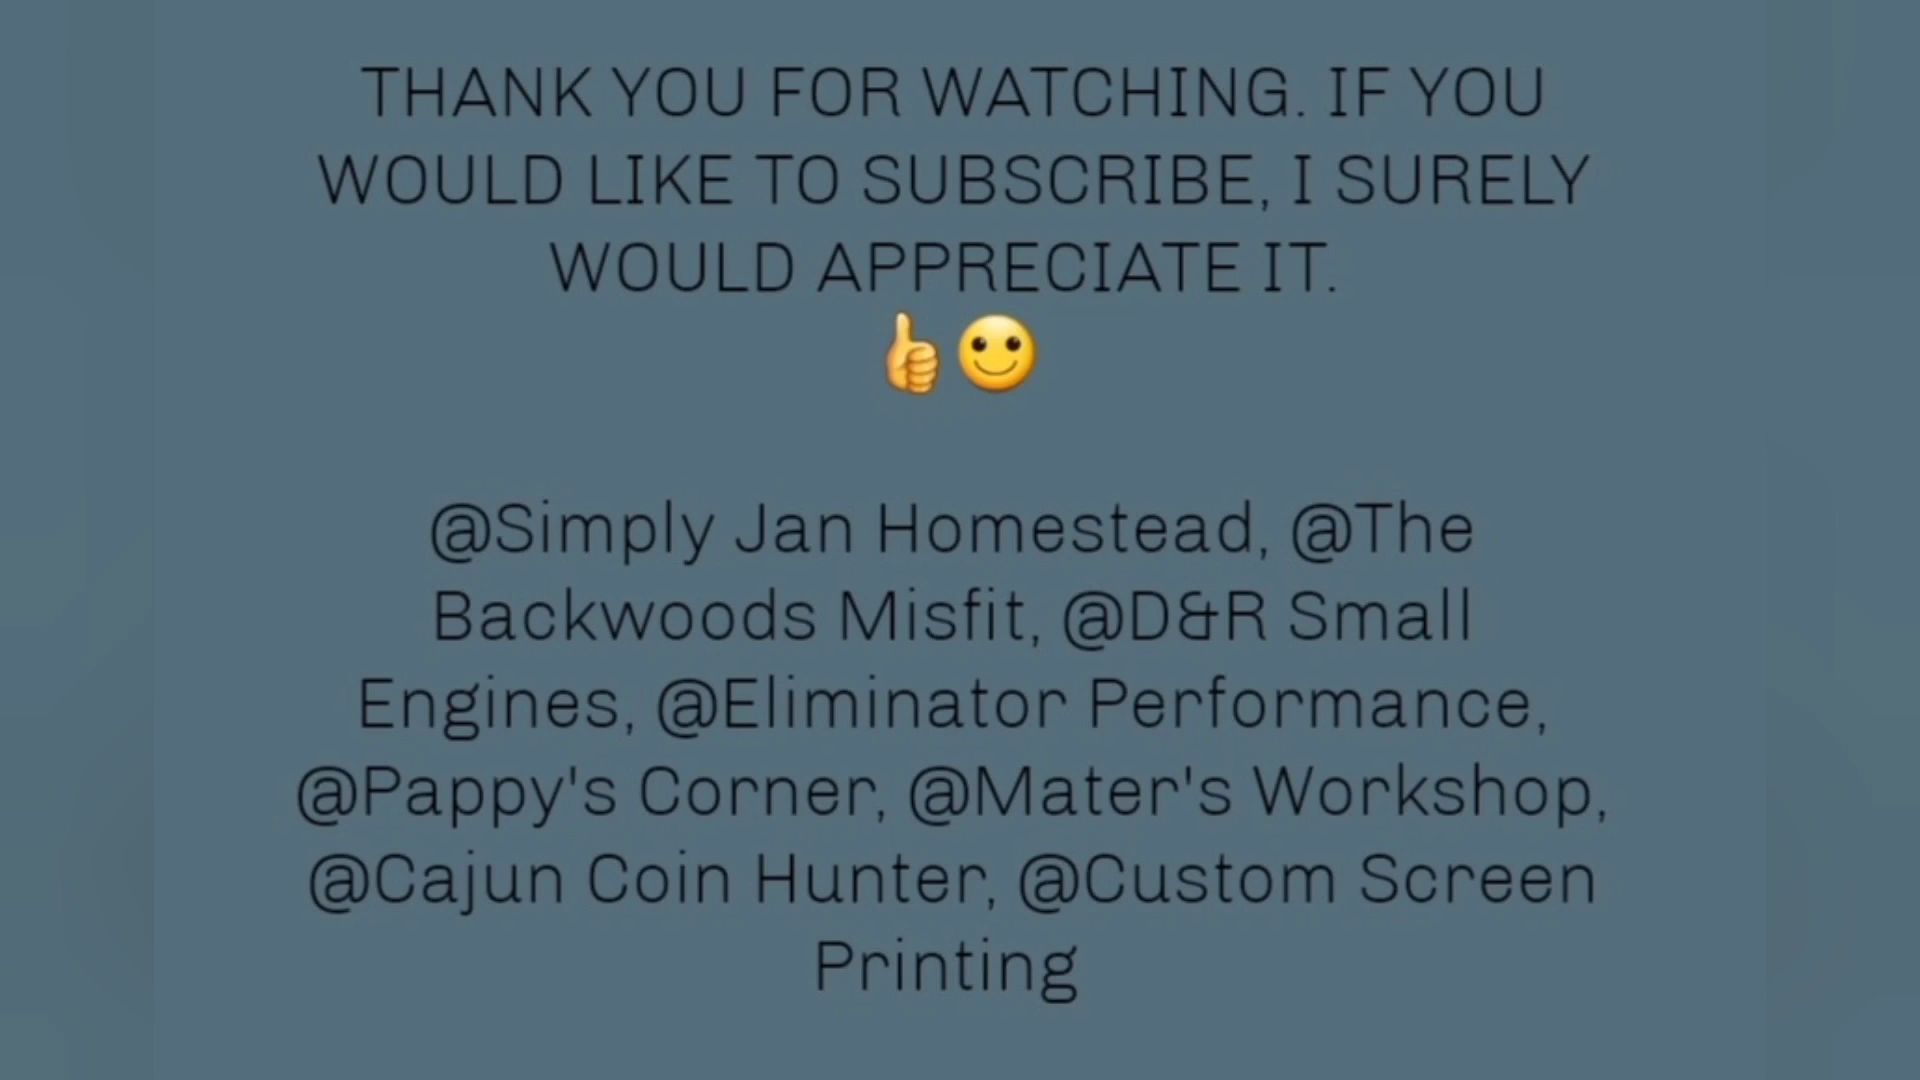 THANK YOU FOR WATCHING. IF YOU
WOULD LIKE TO SUBSCRIBE, I SURELY
WOULD APPRECIATE IT.
👍🙂
@Simply Jan Homestead, @The
Backwoods Misfit, @D&R Small
Engines, @Eliminator Performance,
@Pappy's Corner, @Mater's Workshop,
@Cajun Coin Hunter, @Custom Screen
Printing